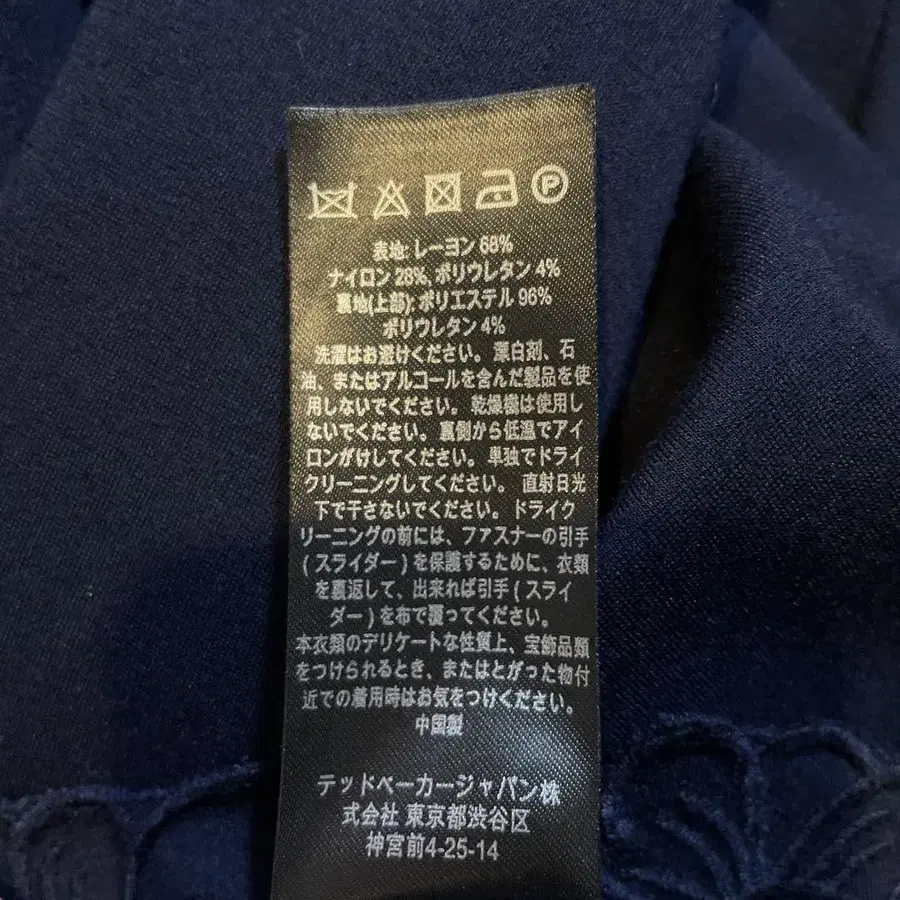 P
表地: レーヨン 68%
ナイロン 28%, ポリウレタン 4%
裏地(上部): ポリエステル 96%
ポリウレタン 4%
洗濯はお避けください。漂白剤、石
油、またはアルコールを含んだ製品を使
用しないでください。乾燥機は使用し
ないでください。裏側から低温でアイ
ロンがけしてください。単独でドライ
クリーニングしてください。 直射日光
下で干さないでください。ドライク
リーニングの前には、ファスナーの引手
(スライダー)を保護するために、衣類
を裏返して、出来れば引手(スライ
ダー)を布で覆ってください。
本衣類のデリケートな性質上、宝飾品類
をつけられるとき、またはとがった物付
近での着用時はお気をつけください。
中国製
テッドベーカージャパン株
式会社 東京都渋谷区
神宮前4-25-14